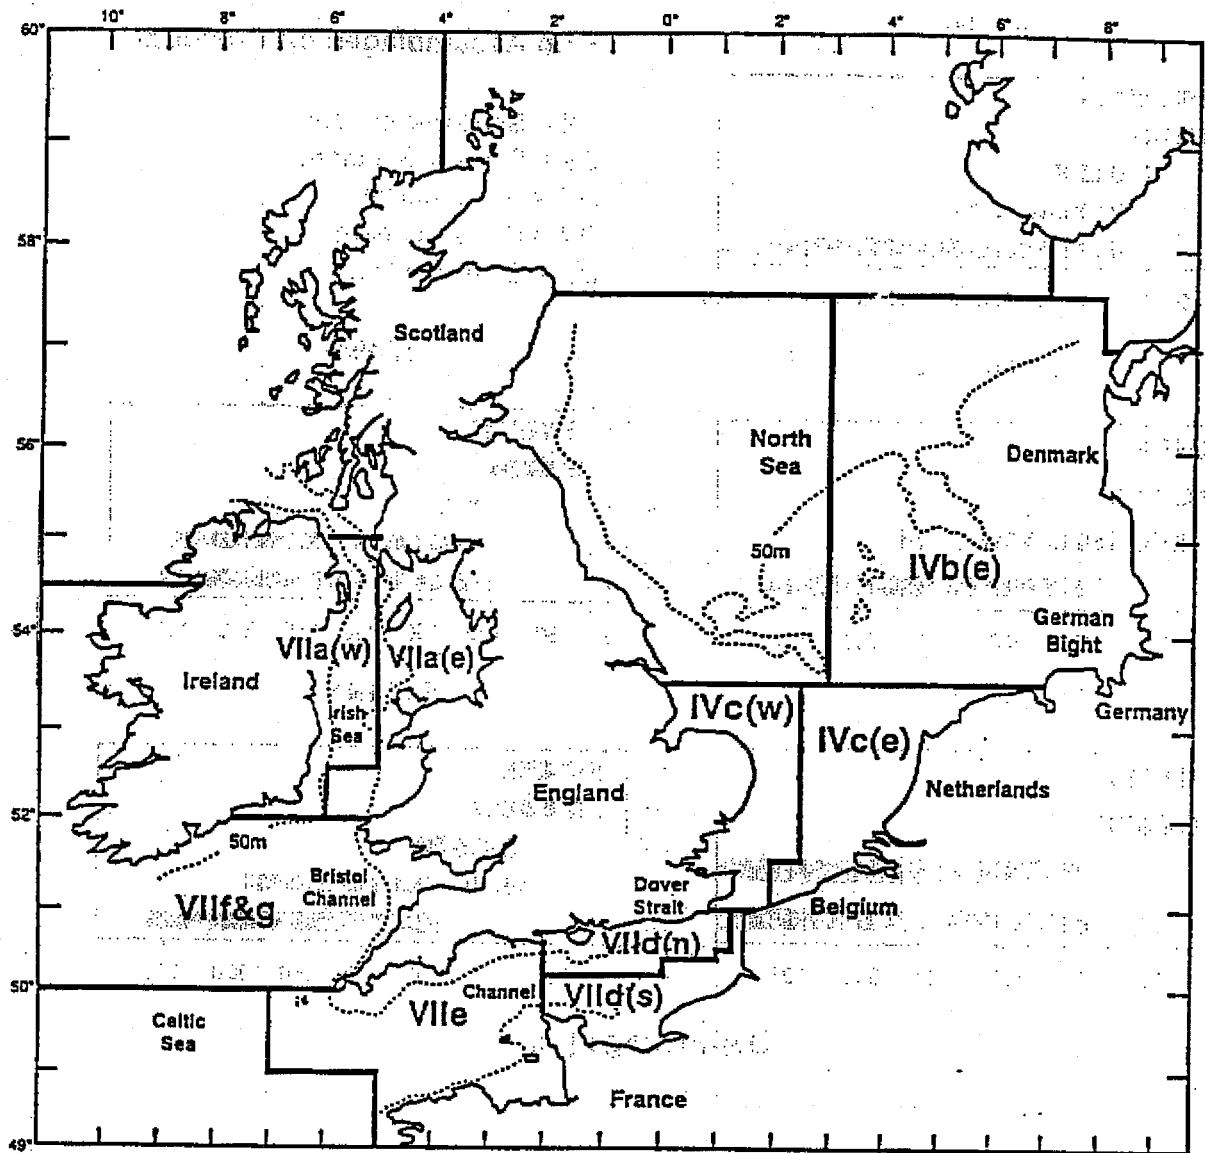 10° 8° 6° 4° 2° 0° 2° 4° 6° 8°
60°
58°
Scotland
North
Sea
56°
Denmark
50m
IVb(e)
54°
German
Bight
VIIa(w)
VIIa(e)
Ireland
IVc(w)
Germany
Irish
Sea
IVc(e)
England
Netherlands
52°
50m
Bristol
Channel
Dover
Strait
VIIf&g
Belgium
VIId(n)
50°
Channel
VIId(s)
VIIe
Celtic
Sea
France
49°